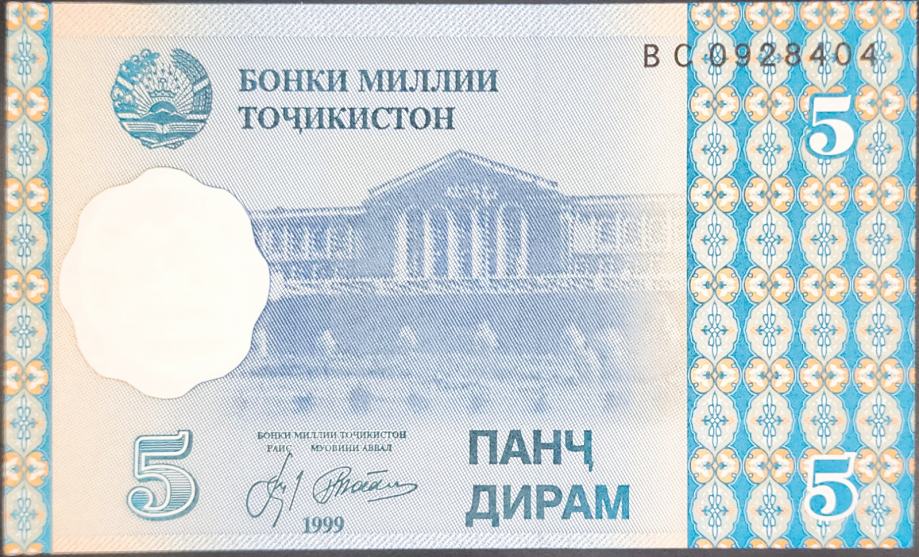 BC 0928404
БОНКИ МИЛЛИИ
ТОҶИКИСТОН
5
5
БОНКИ МИЛЛИИ ТОҶИКИСТОН
РАИС МУОВИНИ АВВАЛ
1999
ПАНҶ
ДИРАМ
5